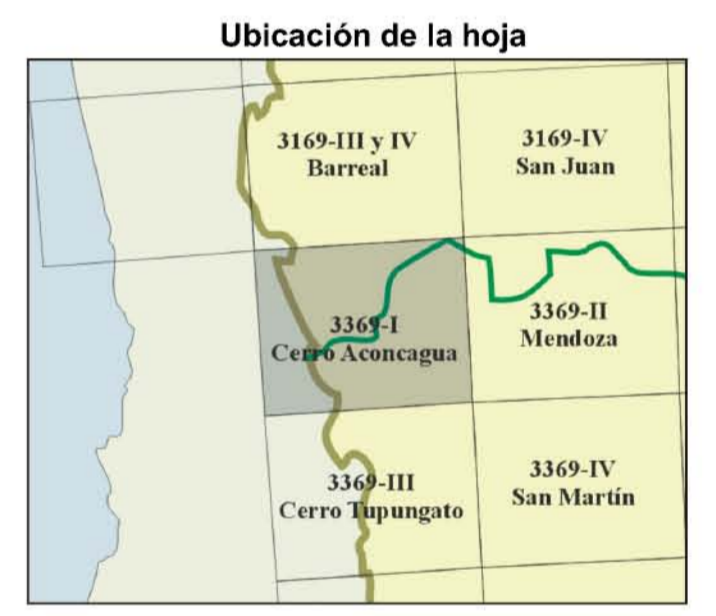 Ubicación de la hoja
3169-III y IV
Barreal
3169-IV
San Juan
3369-I
Cerro Aconcagua
3369-II
Mendoza
3369-III
Cerro Tupungato
3369-IV
San Martín